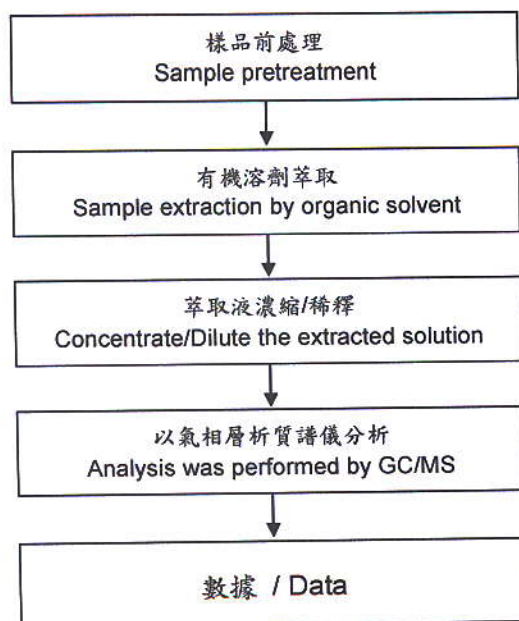 樣品前處理
Sample pretreatment
有機溶劑萃取
Sample extraction by organic solvent
萃取液濃縮/稀釋
Concentrate/Dilute the extracted solution
以氣相層析質譜儀分析
Analysis was performed by GC/MS
數據 / Data